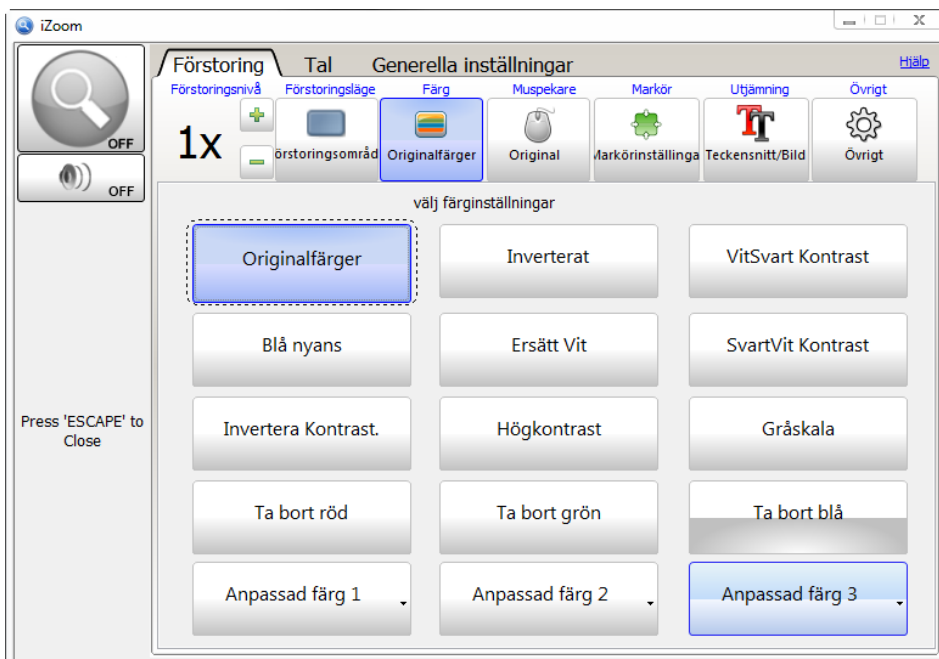 iZoom
Förstoring Tal Generella inställningar Hjälp
Förstoringsnivå Förstoringsläge Färg Muspekare Markör Utjämning Övrigt
OFF
1x
örstoringsområd Originalfärger Original Markörinställinga Teckensnitt/Bild Övrigt
OFF
välj färginställningar
Originalfärger Inverterat VitSvart Kontrast
Blå nyans Ersätt Vit SvartVit Kontrast
Press 'ESCAPE' to
Close
Invertera Kontrast. Högkontrast Gråskala
Ta bort röd Ta bort grön Ta bort blå
Anpassad färg 1 Anpassad färg 2 Anpassad färg 3